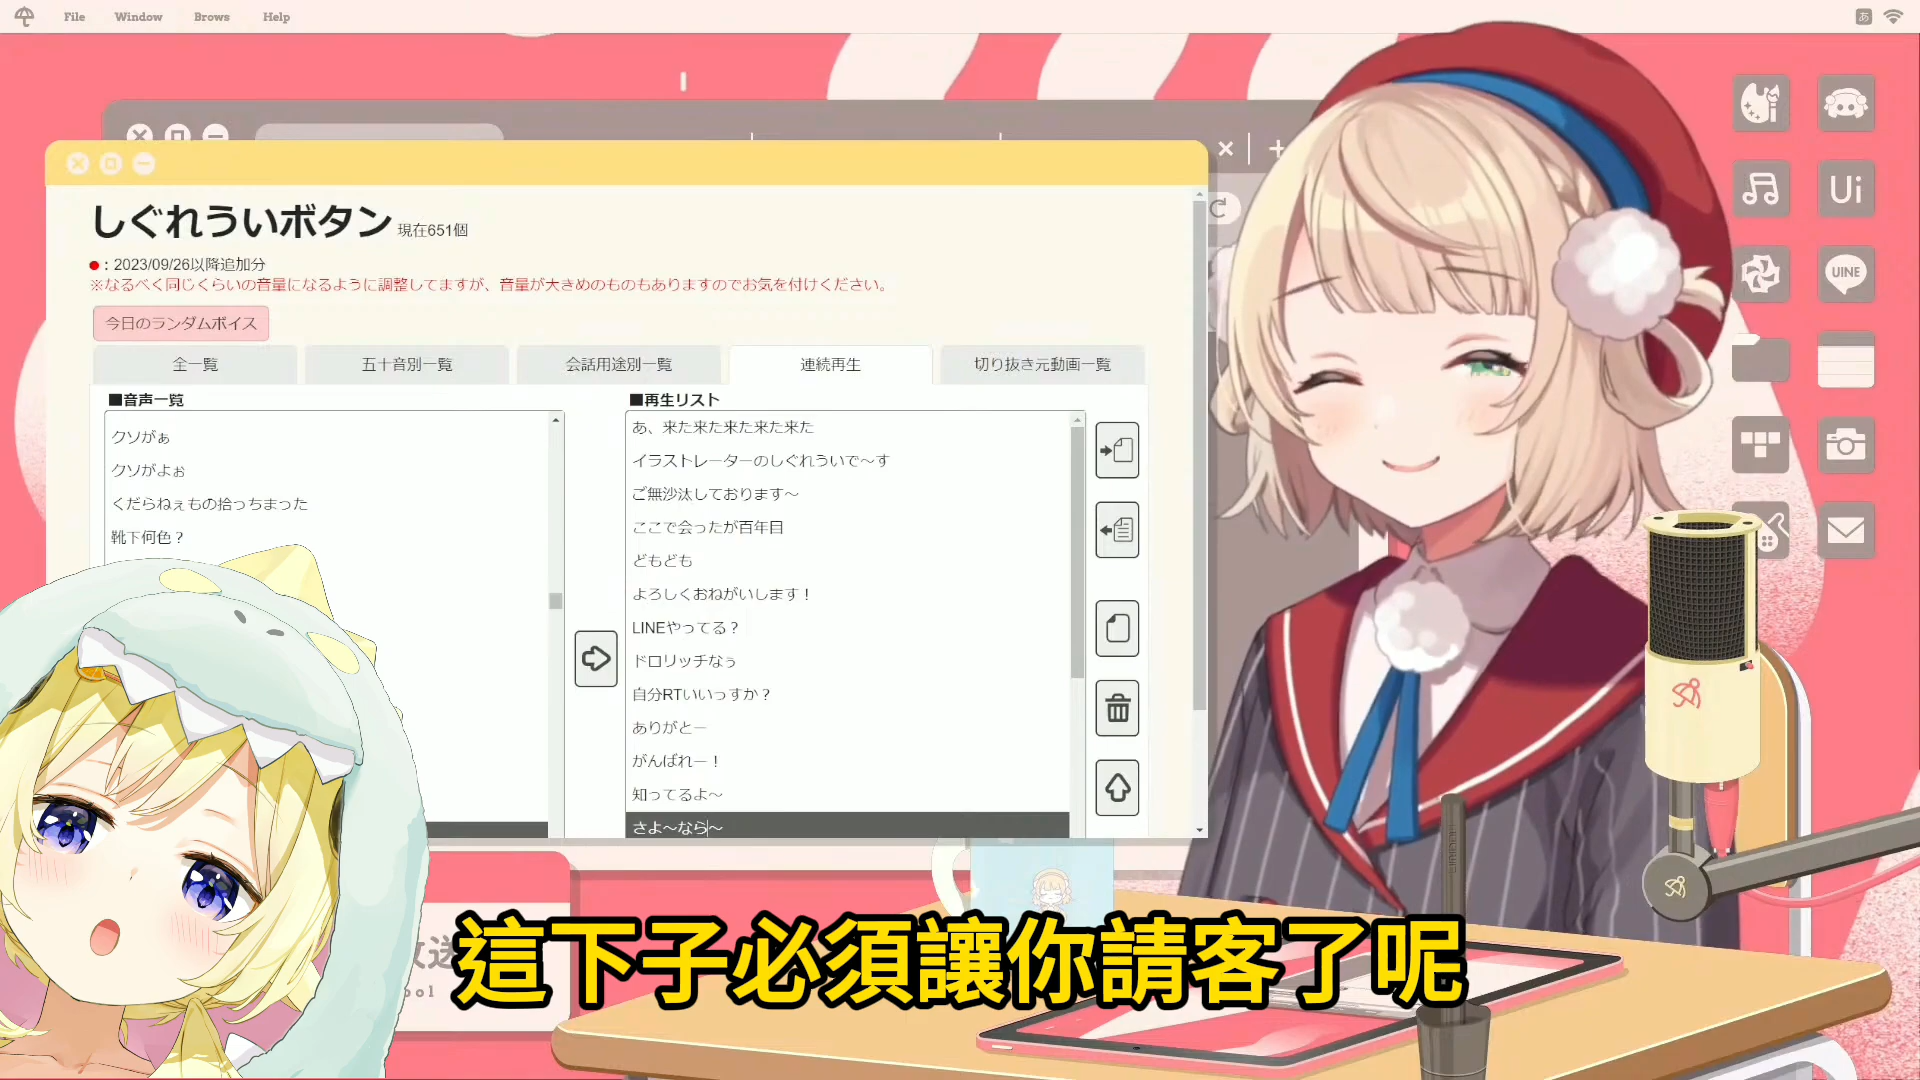 File Window Brows Help
あ
しぐれういボタン 現在651個
●：2023/09/26以降追加分
※なるべく同じくらいの音量になるように調整してますが、音量が大きめのものもありますのでお気を付けください。
今日のランダムボイス
全一覧 五十音別一覧 会話用途別一覧 連続再生 切り抜き元動画一覧
■音声一覧
クソがぁ
クソがよぉ
くだらねぇもの拾っちまった
靴下何色？
■再生リスト
あ、来た来た来た来た来た
イラストレーターのしぐれういで～す
ご無沙汰しております～
ここで会ったが百年目
どもども
よろしくおねがいします！
LINEやってる？
ドロリッチなぅ
自分RTいいっすか？
ありがとー
がんばれー！
知ってるよ～
さよ～なら～
Ui
UINE
這下子必須讓你請客了呢